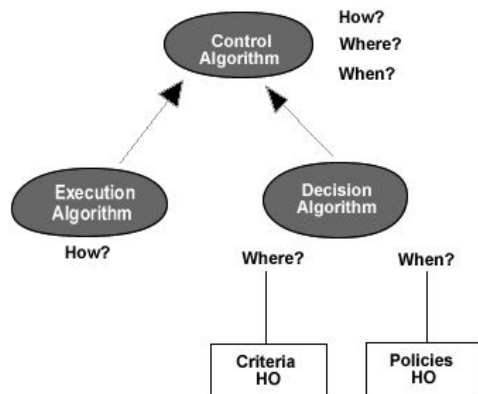 How?
Control
Algorithm
Where?
When?
Execution
Algorithm
Decision
Algorithm
How?
Where?
When?
Criteria
HO
Policies
HO